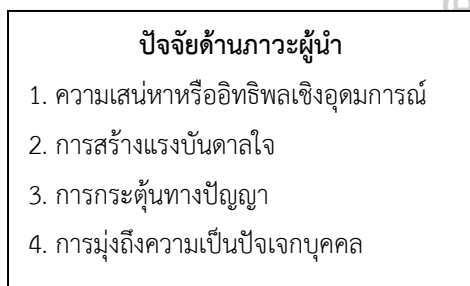 ปัจจัยด้านภาวะผู้นำ
1. ความเสน่หาหรืออิทธิพลเชิงอุดมการณ์
2. การสร้างแรงบันดาลใจ
3. การกระตุ้นทางปัญญา
4. การมุ่งถึงความเป็นปัจเจกบุคคล